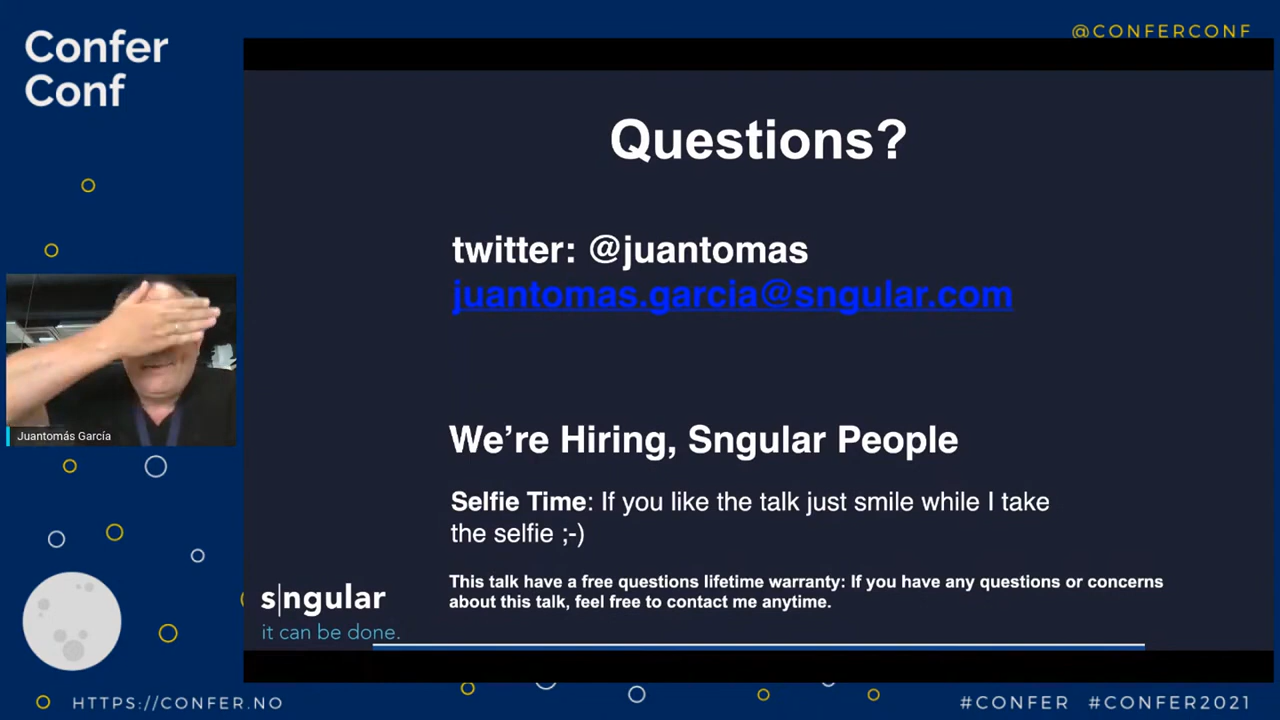 Confer
Conf
@CONFERCONF
Questions?
twitter: @juantomas
juantomas.garcia@sngular.com
Juantomás García
We’re Hiring, Sngular People
Selfie Time: If you like the talk just smile while I take
the selfie ;-)
This talk have a free questions lifetime warranty: If you have any questions or concerns
about this talk, feel free to contact me anytime.
s|ngular
it can be done.
HTTPS://CONFER.NO
#CONFER #CONFER2021